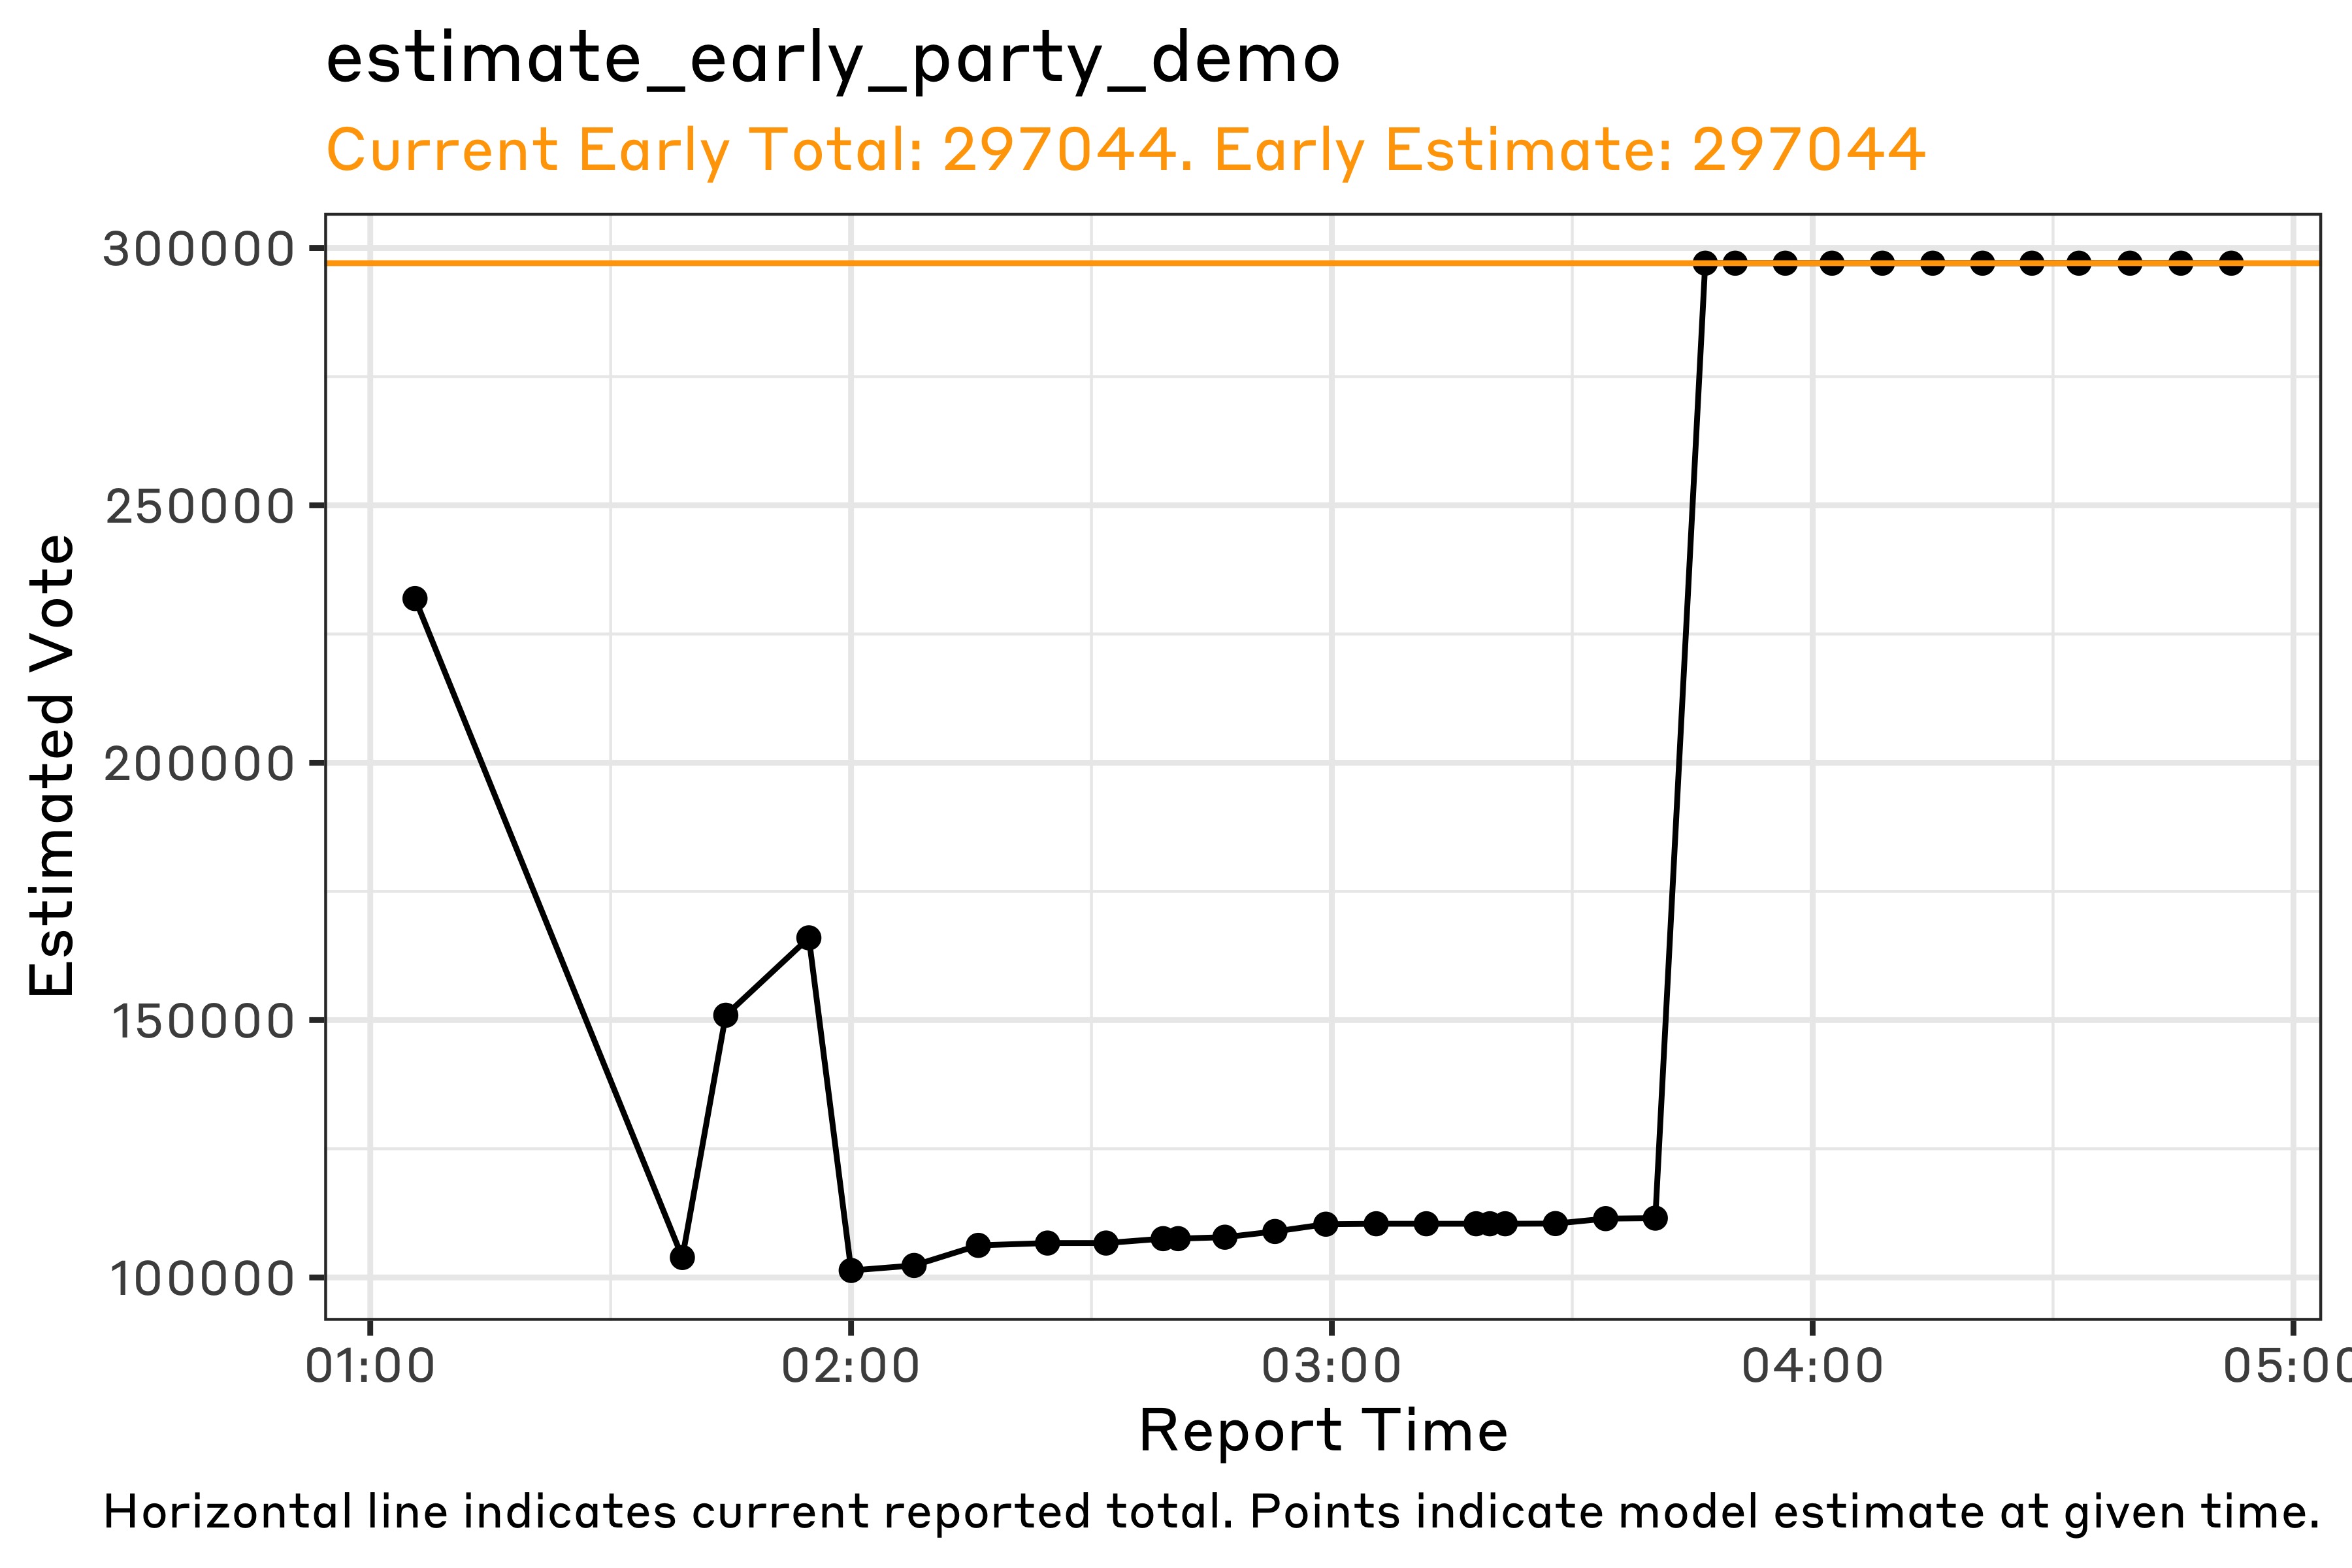 estimate_early_party_demo
Current Early Total: 297044. Early Estimate: 297044
300000
250000
200000
150000
100000
Estimated Vote
01:00 02:00 03:00 04:00 05:00
Report Time
Horizontal line indicates current reported total. Points indicate model estimate at given time.